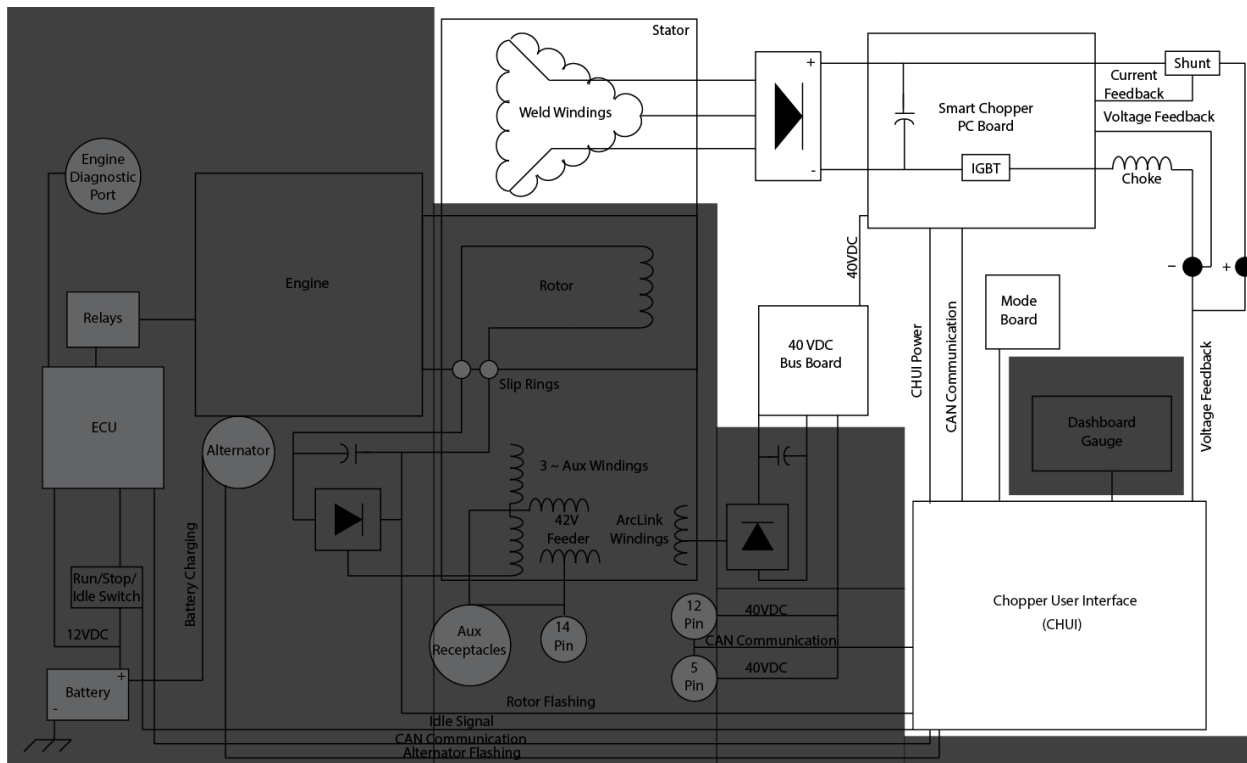 Stator
Weld Windings
+
-
Smart Chopper
PC Board
IGBT
Shunt
Current
Feedback
Voltage Feedback
Choke
Engine
Diagnostic
Port
Engine
Rotor
Relays
Slip Rings
ECU
Alternator
40VDC
40 VDC
Bus Board
CHUI Power
CAN Communication
Mode
Board
−
+
Dashboard
Gauge
Voltage Feedback
3 ~ Aux Windings
42V
Feeder
ArcLink
Windings
Battery Charging
Run/Stop/
Idle Switch
12VDC
Battery
+
-
Aux
Receptacles
14
Pin
12
Pin
40VDC
CAN Communication
5
Pin
40VDC
Chopper User Interface
(CHUI)
Rotor Flashing
Idle Signal
CAN Communication
Alternator Flashing